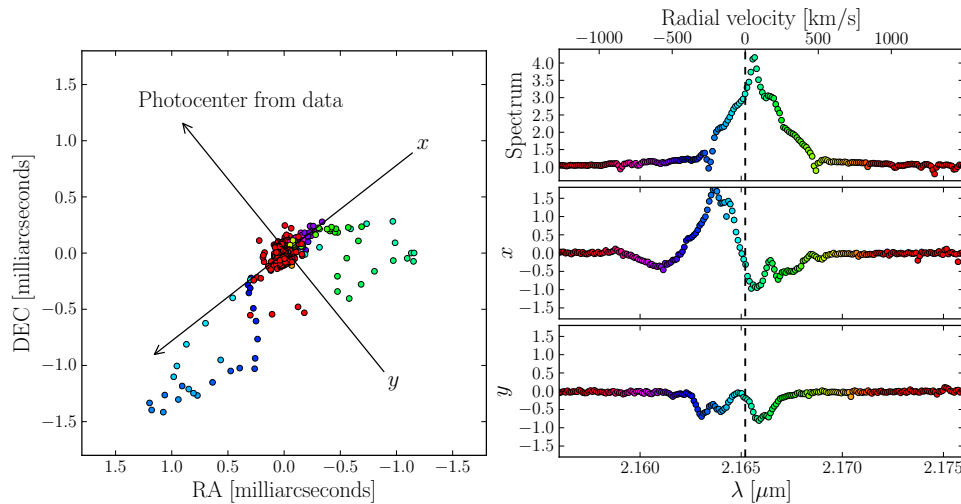 Photocenter from data
x
y
DEC [milliarcseconds]
1.5
1.0
0.5
0.0
−0.5
−1.0
−1.5
1.5 1.0 0.5 0.0 −0.5 −1.0 −1.5
RA [milliarcseconds]
Radial velocity [km/s]
−1000 −500 0 500 1000
Spectrum
4.0
3.5
3.0
2.5
2.0
1.5
1.0
x
1.5
1.0
0.5
0.0
−0.5
−1.0
−1.5
y
1.5
1.0
0.5
0.0
−0.5
−1.0
−1.5
2.160 2.165 2.170 2.175
λ [μm]